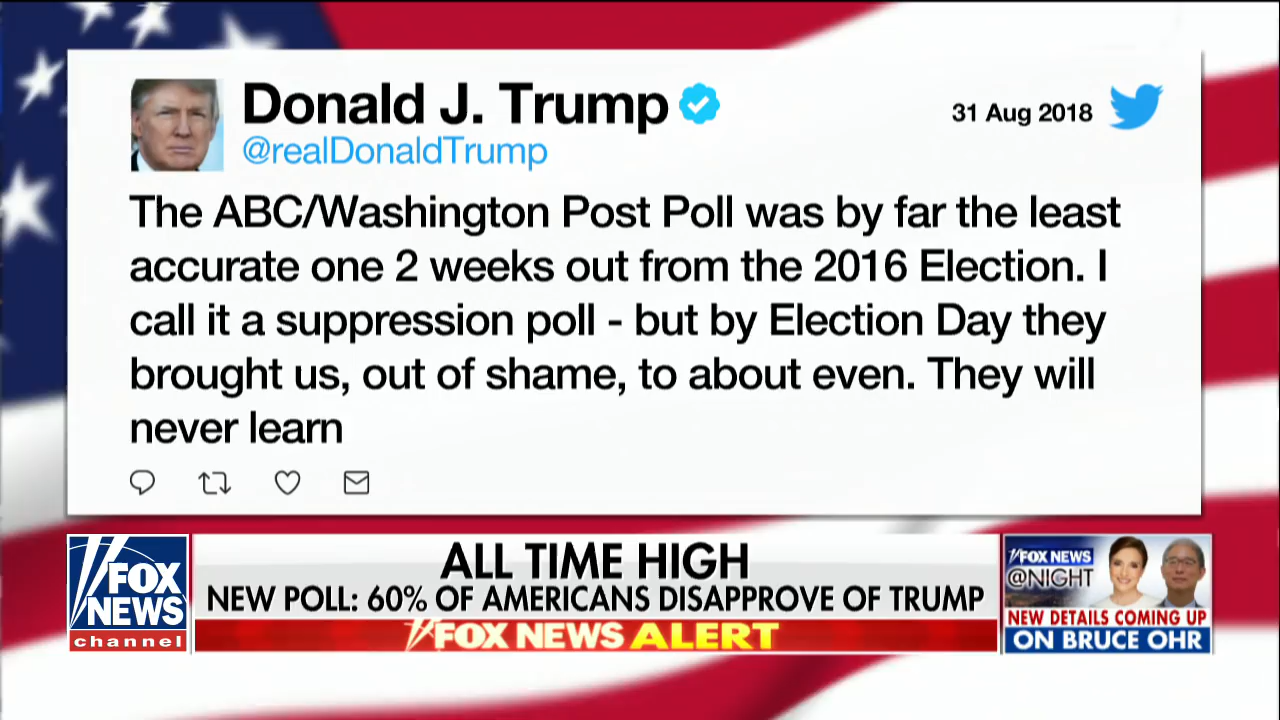 Donald J. Trump
@realDonaldTrump
31 Aug 2018
The ABC/Washington Post Poll was by far the least
accurate one 2 weeks out from the 2016 Election. I
call it a suppression poll - but by Election Day they
brought us, out of shame, to about even. They will
never learn
FOX
NEWS
channel
ALL TIME HIGH
NEW POLL: 60% OF AMERICANS DISAPPROVE OF TRUMP
FOX NEWS ALERT
FOX NEWS
@NIGHT
NEW DETAILS COMING UP
ON BRUCE OHR